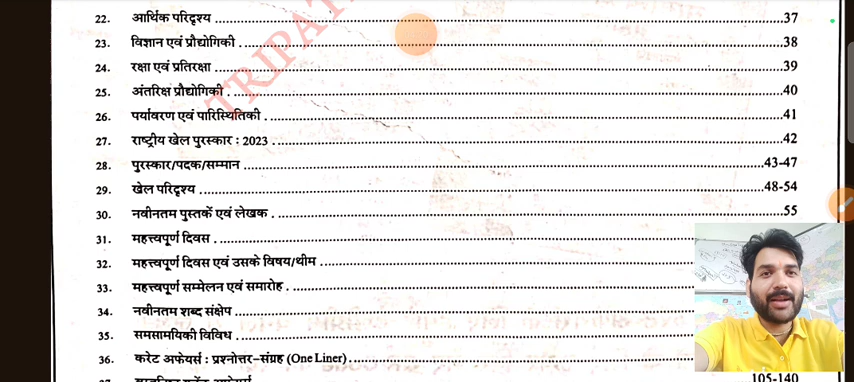 22. आर्थिक परिदृश्य 37
23. विज्ञान एवं प्रौद्योगिकी 38
24. रक्षा एवं प्रतिरक्षा 39
25. अंतरिक्ष प्रौद्योगिकी 40
26. पर्यावरण एवं पारिस्थितिकी 41
27. राष्ट्रीय खेल पुरस्कार : 2023 42
28. पुरस्कार/पदक/सम्मान 43-47
29. खेल परिदृश्य 48-54
30. नवीनतम पुस्तकें एवं लेखक 55
31. महत्त्वपूर्ण दिवस
32. महत्त्वपूर्ण दिवस एवं उसके विषय/थीम
33. महत्त्वपूर्ण सम्मेलन एवं समारोह
34. नवीनतम शब्द संक्षेप
35. समसामयिकी विविध
36. करेंट अफेयर्स : प्रश्नोत्तर-संग्रह (One Liner)
105-140